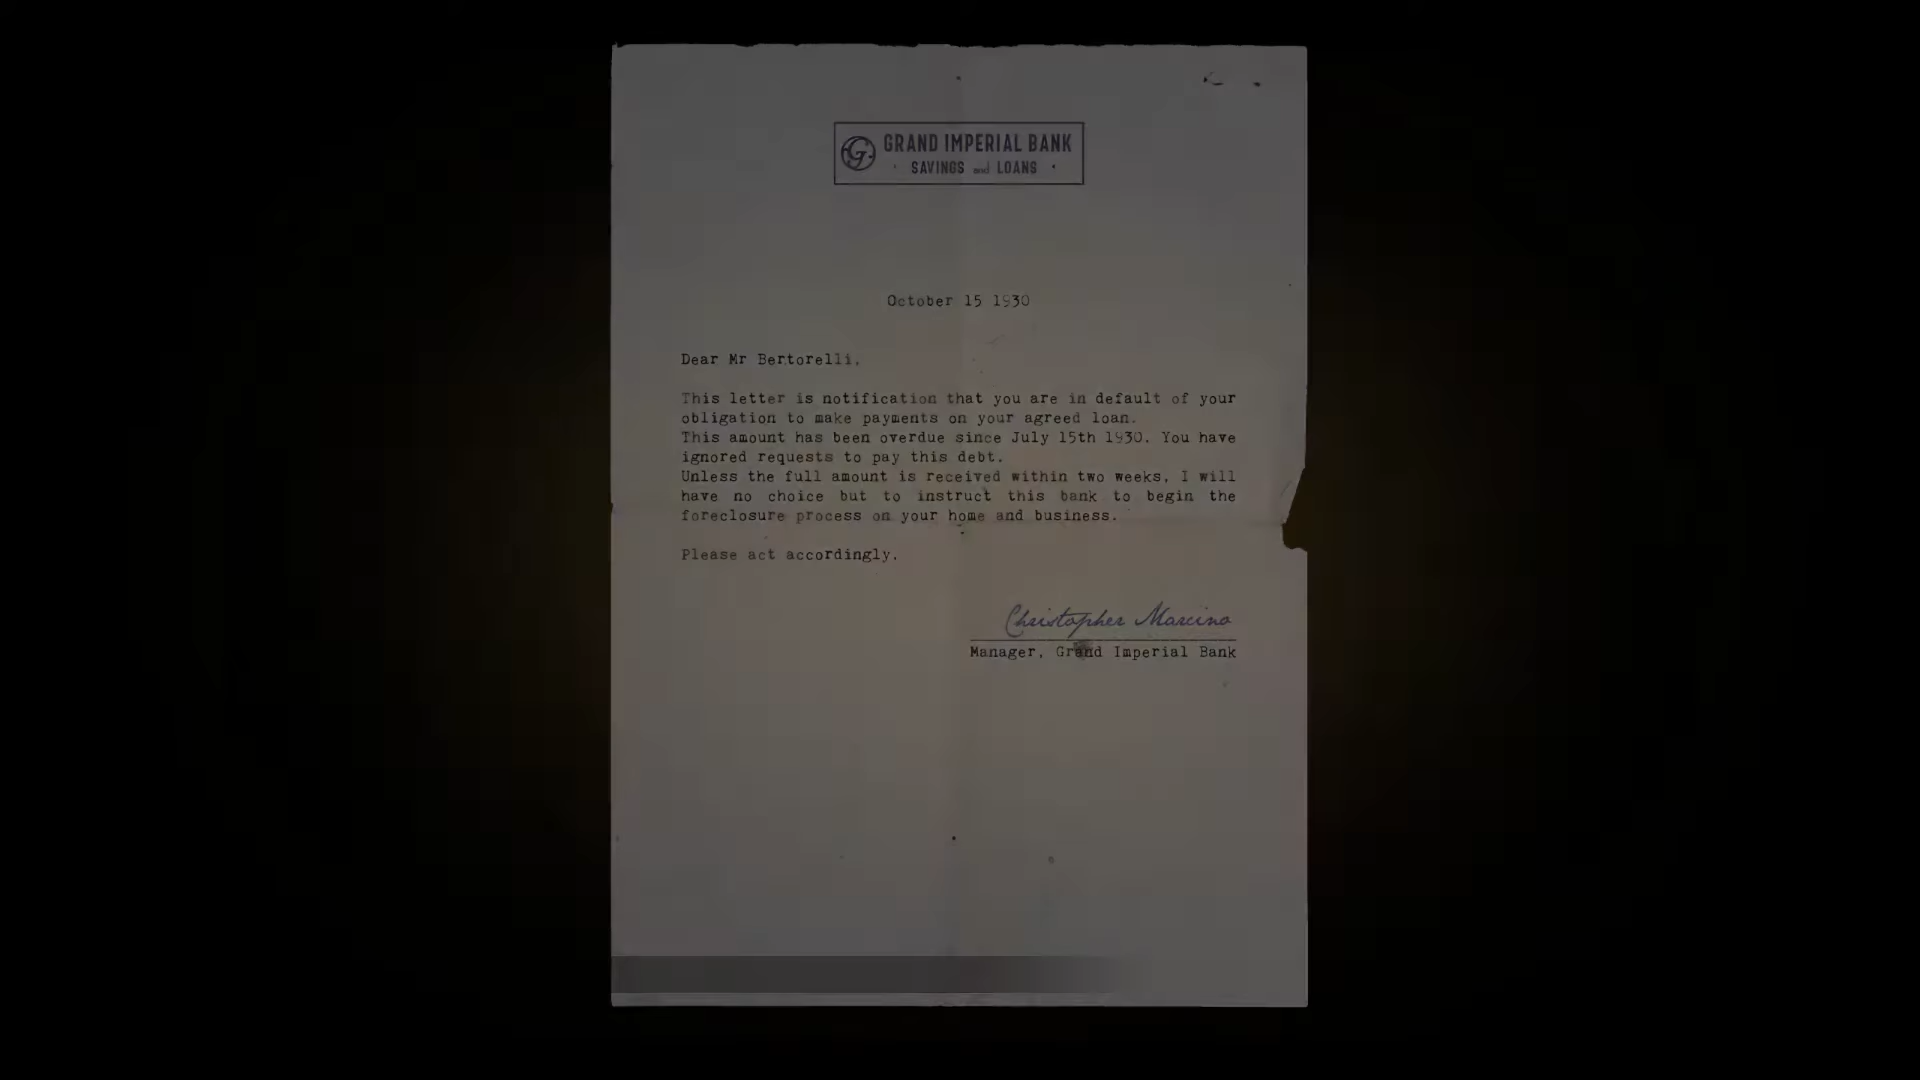 GRAND IMPERIAL BANK
SAVINGS and LOANS
October 15 1930
Dear Mr Bertorelli,
This letter is notification that you are in default of your
obligation to make payments on your agreed loan.
This amount has been overdue since July 15th 1930. You have
ignored requests to pay this debt.
Unless the full amount is received within two weeks, I will
have no choice but to instruct this bank to begin the
foreclosure process on your home and business.
Please act accordingly.
Christopher Marcino
Manager, Grand Imperial Bank